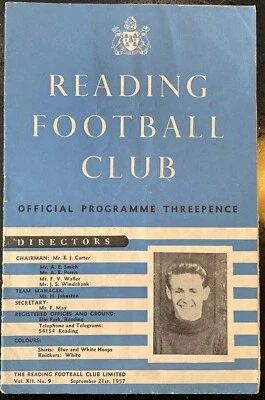 READING
FOOTBALL
CLUB
OFFICIAL PROGRAMME THREEPENCE
DIRECTORS
CHAIRMAN: Mr. E. J. Carter
Mr. A. E. Smith
Mr. A. E. Porris
Mr. F. V. Waller
Mr. J. S. Windebank
TEAM MANAGER:
Mr. H. Johnston
SECRETARY:
Mr. F. May
REGISTERED OFFICES AND GROUND:
Elm Park, Reading
Telephone and Telegrams:
54154 Reading
COLOURS:
Shirts: Blue and White Hoops
Knickers: White
THE READING FOOTBALL CLUB LIMITED
Vol. XII. No. 9 September 21st, 1957